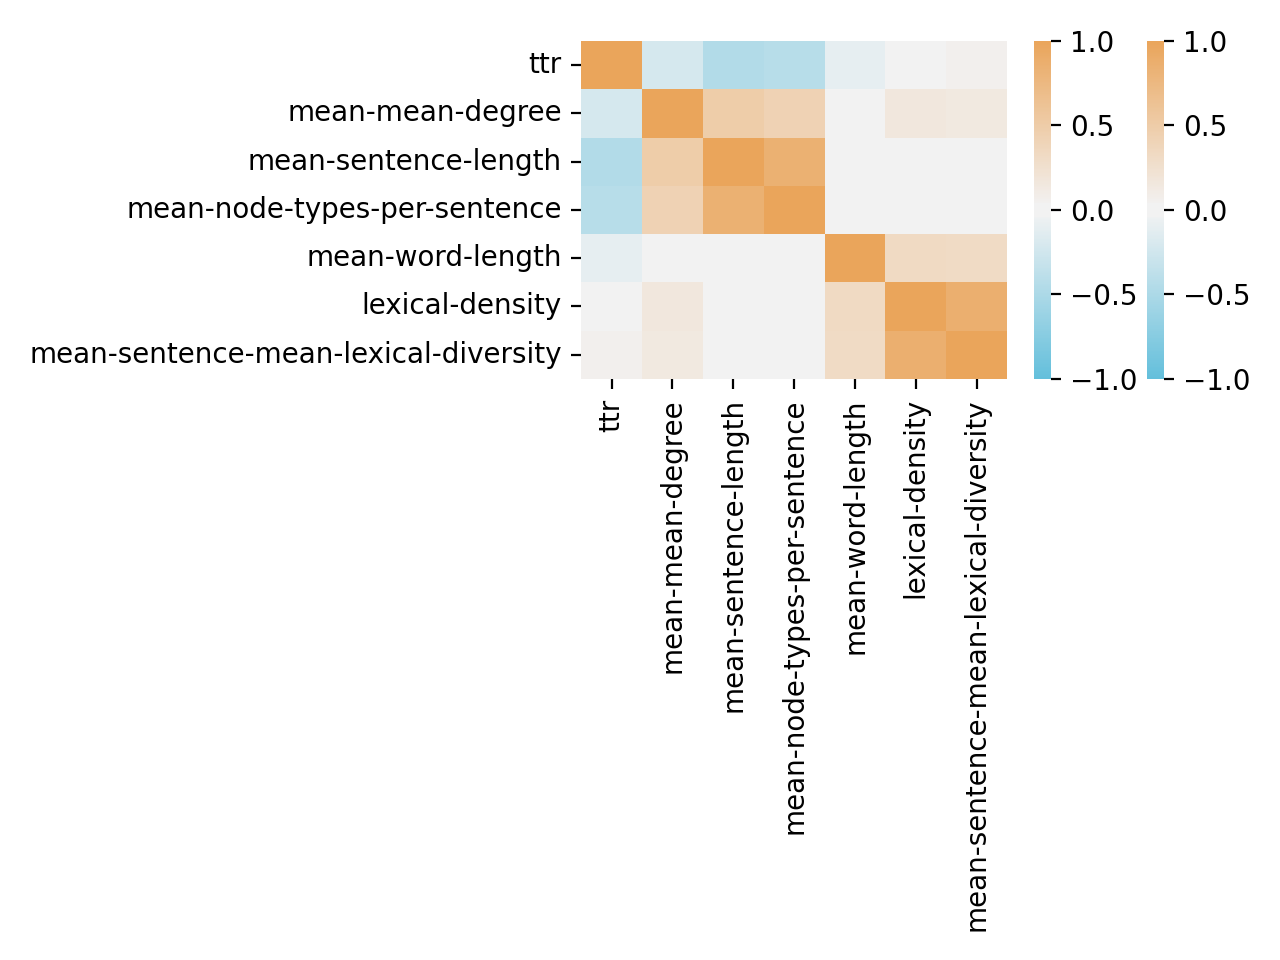 ttr
mean-mean-degree
mean-sentence-length
mean-node-types-per-sentence
mean-word-length
lexical-density
mean-sentence-mean-lexical-diversity
ttr
mean-mean-degree
mean-sentence-length
mean-node-types-per-sentence
mean-word-length
lexical-density
mean-sentence-mean-lexical-diversity
1.0
0.5
0.0
−0.5
−1.0
1.0
0.5
0.0
−0.5
−1.0